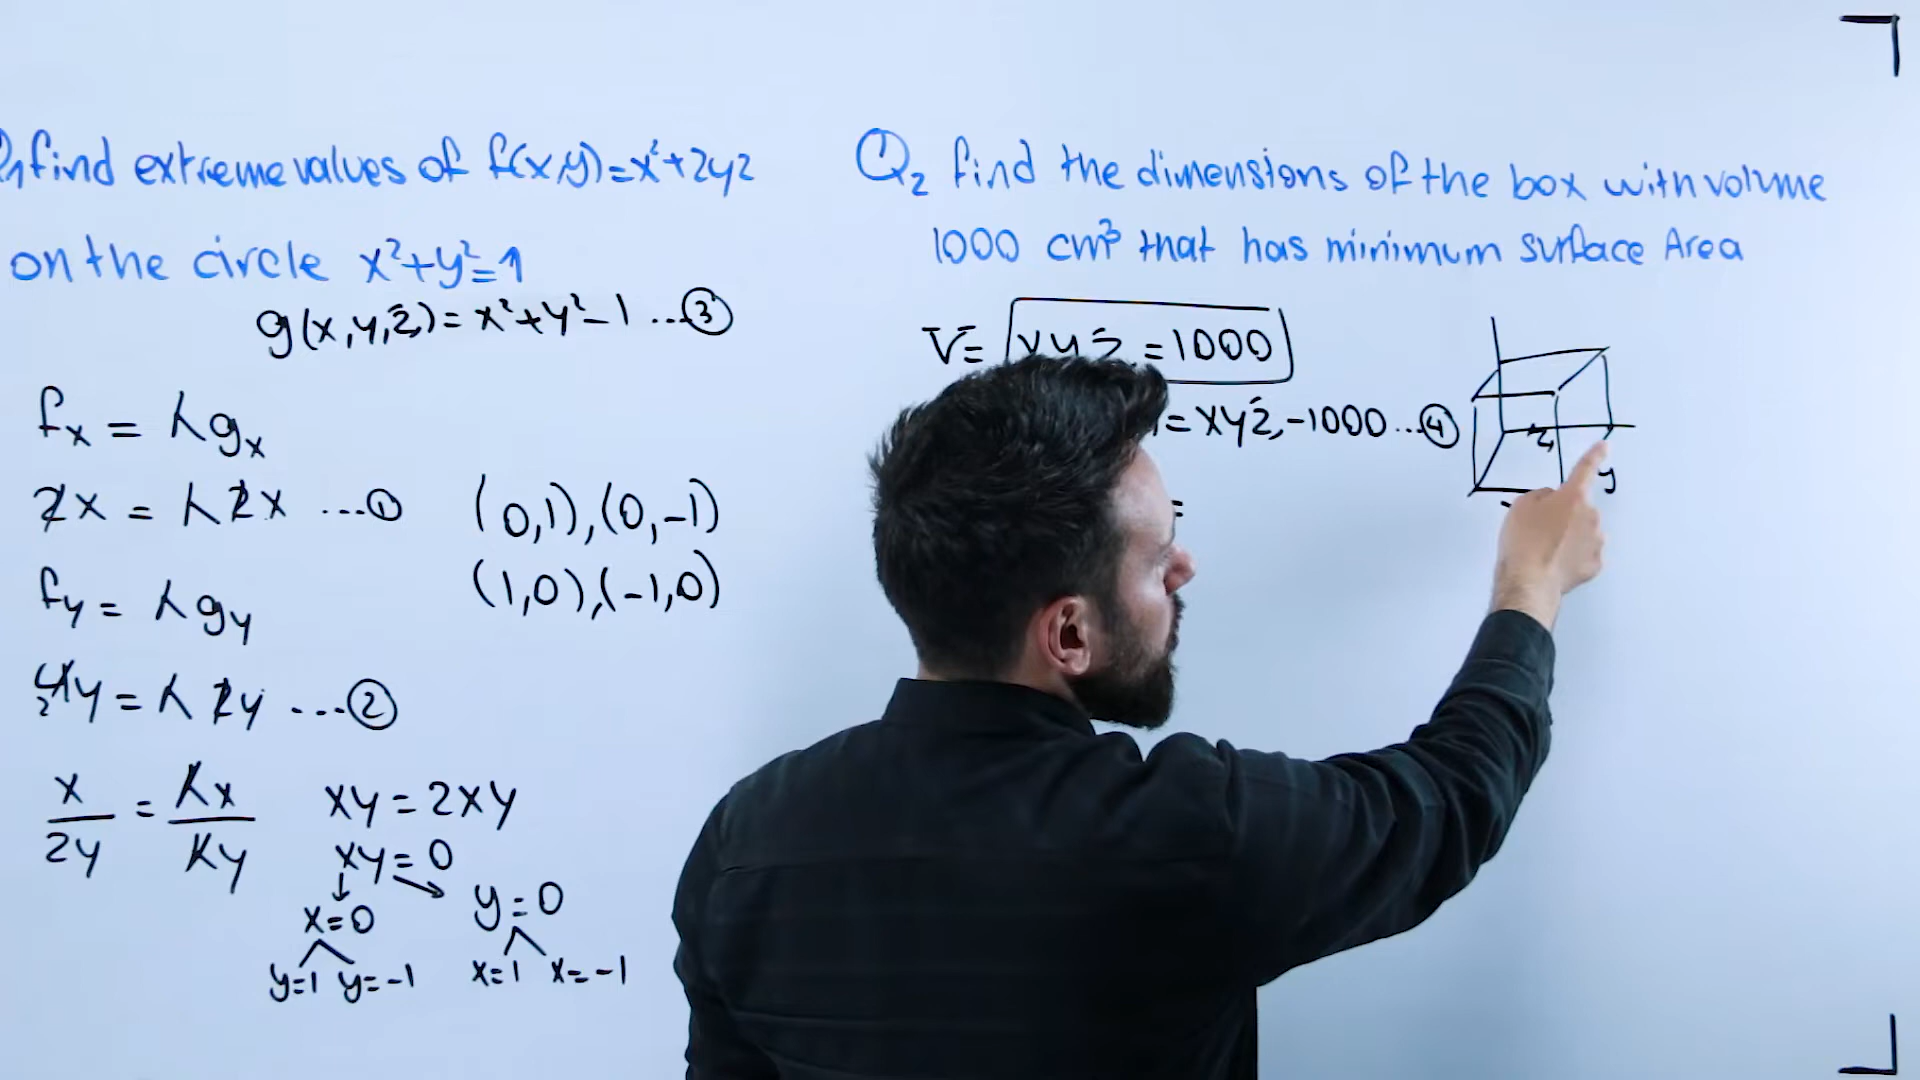 find extreme values of f(x,y)=x²+2y2
on the circle x²+y²=1
g(x,y,z)= x²+y²-1 ...③
fx = λgx
2x = λ2x ...①
fy = λgy
4y = λ2y ...②
2
(0,1),(0,-1)
(1,0),(-1,0)
x/2y = λx/λy
xy = 2xy
xy = 0
x=0
y=0
y=1 y=-1
x=1 x=-1
Q2 find the dimensions of the box with volume
1000 cm³ that has minimum surface Area
V= xyz =1000
= xyz-1000 ...④
=
z
y